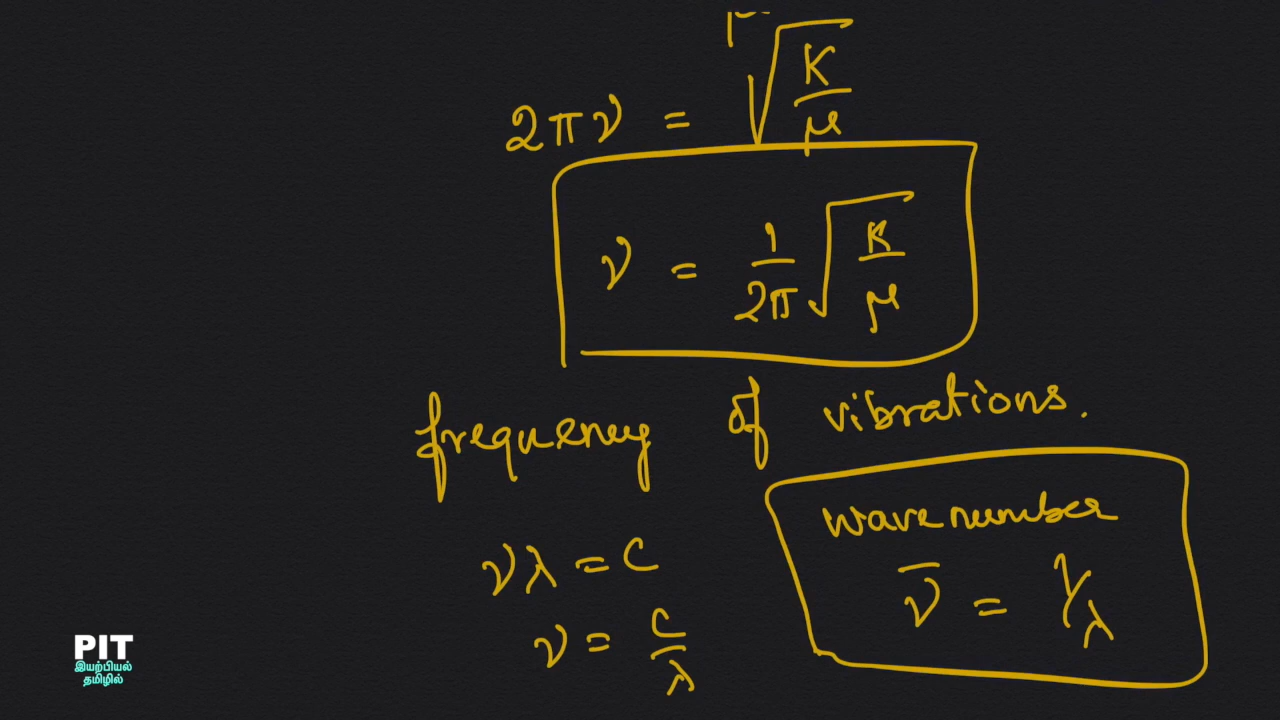 2πν = √K/μ
ν = 1/2π √K/μ
frequency of vibrations.
wave number
νλ = C
ν̄ = 1/λ
ν = C/λ
PIT
இயற்பியல்
தமிழில்